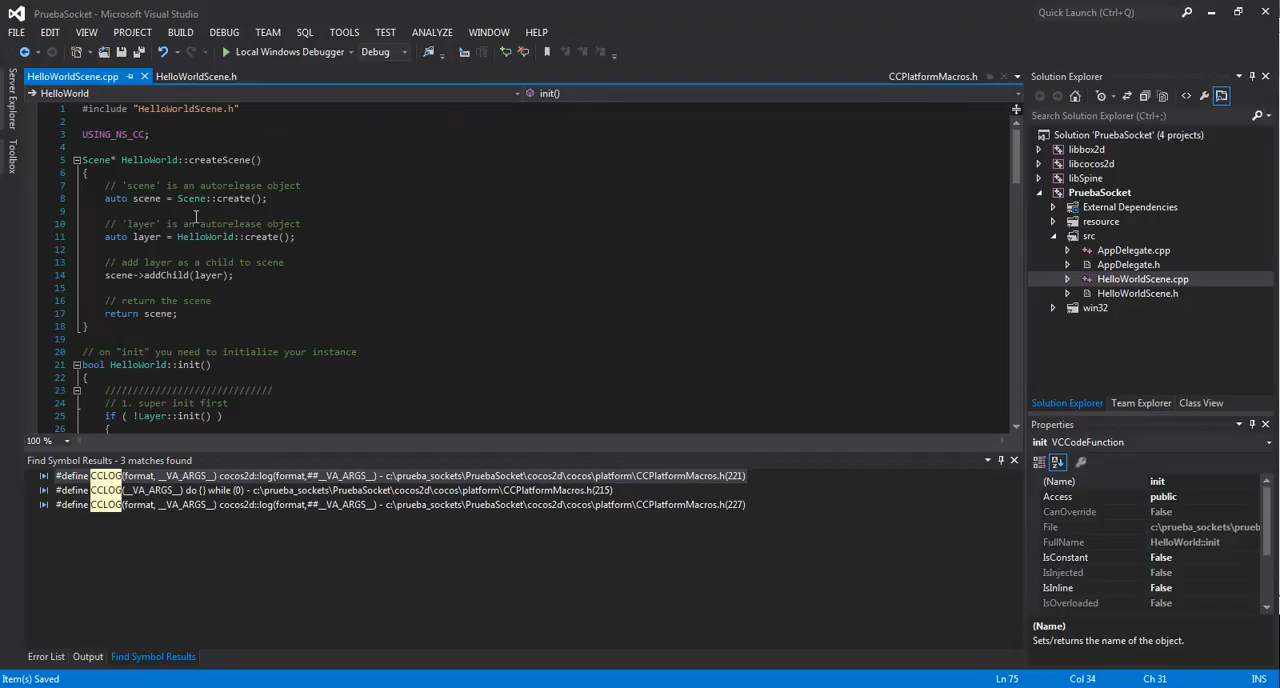 PruebaSocket - Microsoft Visual Studio
Quick Launch (Ctrl+Q)
FILE EDIT VIEW PROJECT BUILD DEBUG TEAM SQL TOOLS TEST ANALYZE WINDOW HELP
Local Windows Debugger Debug
Server Explorer
Toolbox
HelloWorldScene.cpp HelloWorldScene.h CCPlatformMacros.h
HelloWorld init()
1 #include "HelloWorldScene.h"
2
3 USING_NS_CC;
4
5 Scene* HelloWorld::createScene()
6 {
7 // 'scene' is an autorelease object
8 auto scene = Scene::create();
9
10 // 'layer' is an autorelease object
11 auto layer = HelloWorld::create();
12
13 // add layer as a child to scene
14 scene->addChild(layer);
15
16 // return the scene
17 return scene;
18 }
19
20 // on "init" you need to initialize your instance
21 bool HelloWorld::init()
22 {
23 //////////////////////////////
24 // 1. super init first
25 if ( !Layer::init() )
26 {
100 %
Find Symbol Results - 3 matches found
#define CCLOG(format, __VA_ARGS__) cocos2d::log(format,##__VA_ARGS__) - c:\prueba_sockets\PruebaSocket\cocos2d\cocos\platform\CCPlatformMacros.h(221)
#define CCLOG(__VA_ARGS__) do {} while (0) - c:\prueba_sockets\PruebaSocket\cocos2d\cocos\platform\CCPlatformMacros.h(215)
#define CCLOG(format, __VA_ARGS__) cocos2d::log(format,##__VA_ARGS__) - c:\prueba_sockets\PruebaSocket\cocos2d\cocos\platform\CCPlatformMacros.h(227)
Error List Output Find Symbol Results
Solution Explorer
Search Solution Explorer (Ctrl+;)
Solution 'PruebaSocket' (4 projects)
libbox2d
libcocos2d
libSpine
PruebaSocket
External Dependencies
resource
src
AppDelegate.cpp
AppDelegate.h
HelloWorldScene.cpp
HelloWorldScene.h
win32
Solution Explorer Team Explorer Class View
Properties
init VCCodeFunction
(Name) init
Access public
CanOverride False
File c:\prueba_sockets\prueb
FullName HelloWorld::init
IsConstant False
IsInjected False
IsInline False
IsOverloaded False
(Name)
Sets/returns the name of the object.
Item(s) Saved Ln 75 Col 34 Ch 31 INS